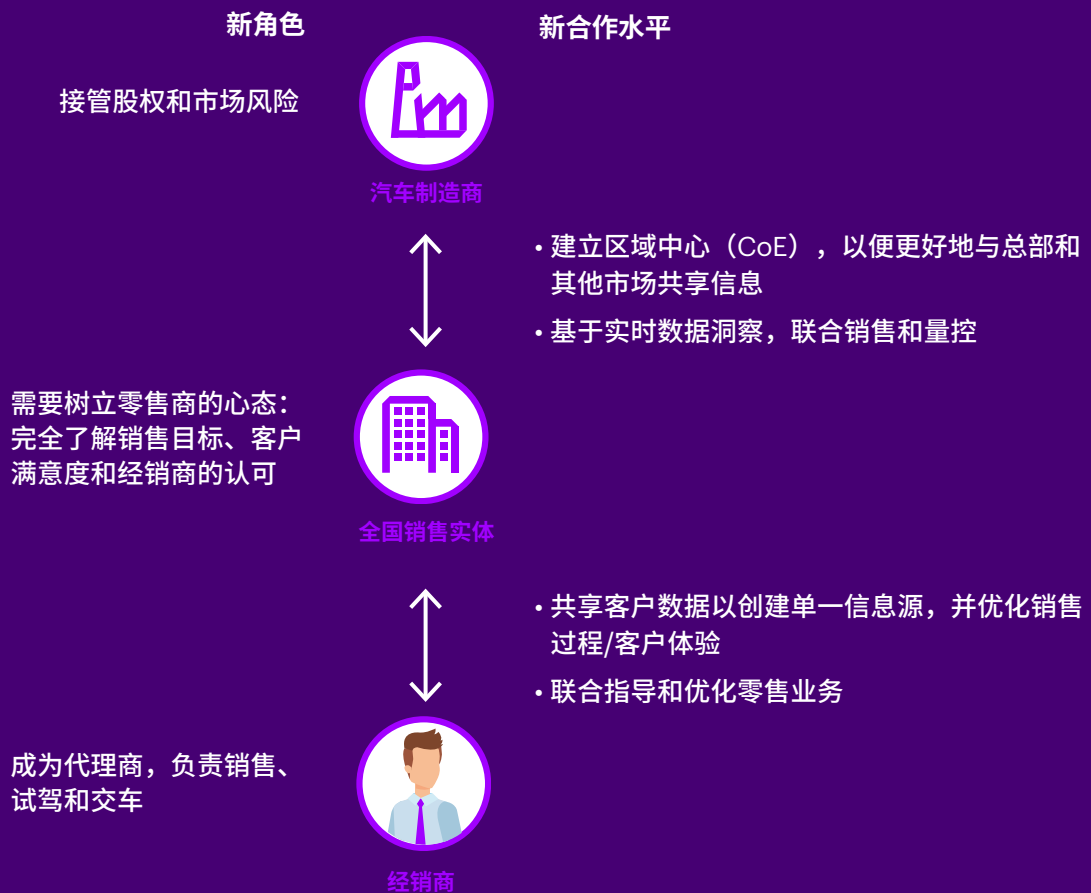 新角色
新合作水平
接管股权和市场风险
汽车制造商
• 建立区域中心（CoE），以便更好地与总部和
其他市场共享信息
• 基于实时数据洞察，联合销售和量控
需要树立零售商的心态：
完全了解销售目标、客户
满意度和经销商的认可
全国销售实体
• 共享客户数据以创建单一信息源，并优化销售
过程/客户体验
• 联合指导和优化零售业务
成为代理商，负责销售、
试驾和交车
经销商